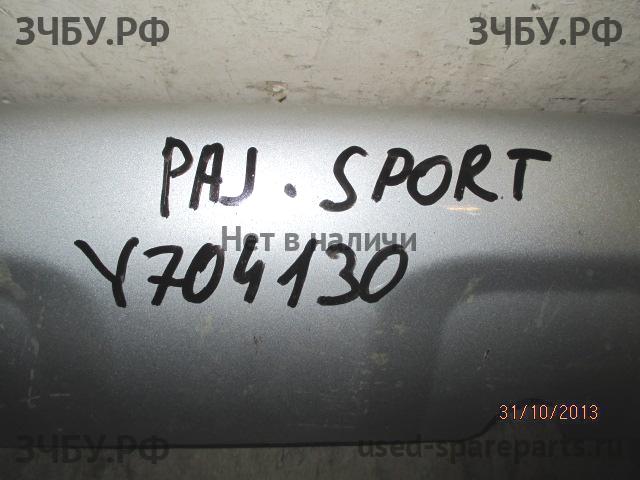 ЗЧБУ.РФ ЗЧБУ.РФ
PAJ. SPORT
Нет в наличи
Y704130
31/10/2013
ЗЧБУ.РФ used-spareparts.ru